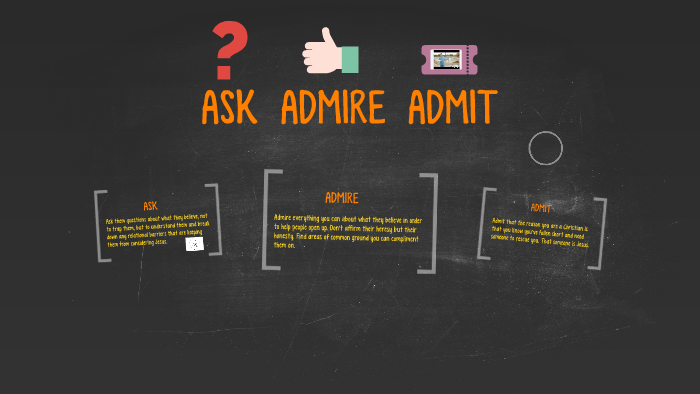 ?
ASK ADMIRE ADMIT
ASK
Ask them questions about what they believe, not
to trap them, but to understand them and break
down any relational barriers that are keeping
them from considering Jesus.
ADMIRE
Admire everything you can about what they believe in order
to help people open up. Don't affirm their heresy but their
honesty. Find areas of common ground you can compliment
them on.
ADMIT
Admit that the reason you are a Christian is
that you know you've fallen short and need
someone to rescue you. That someone is Jesus.